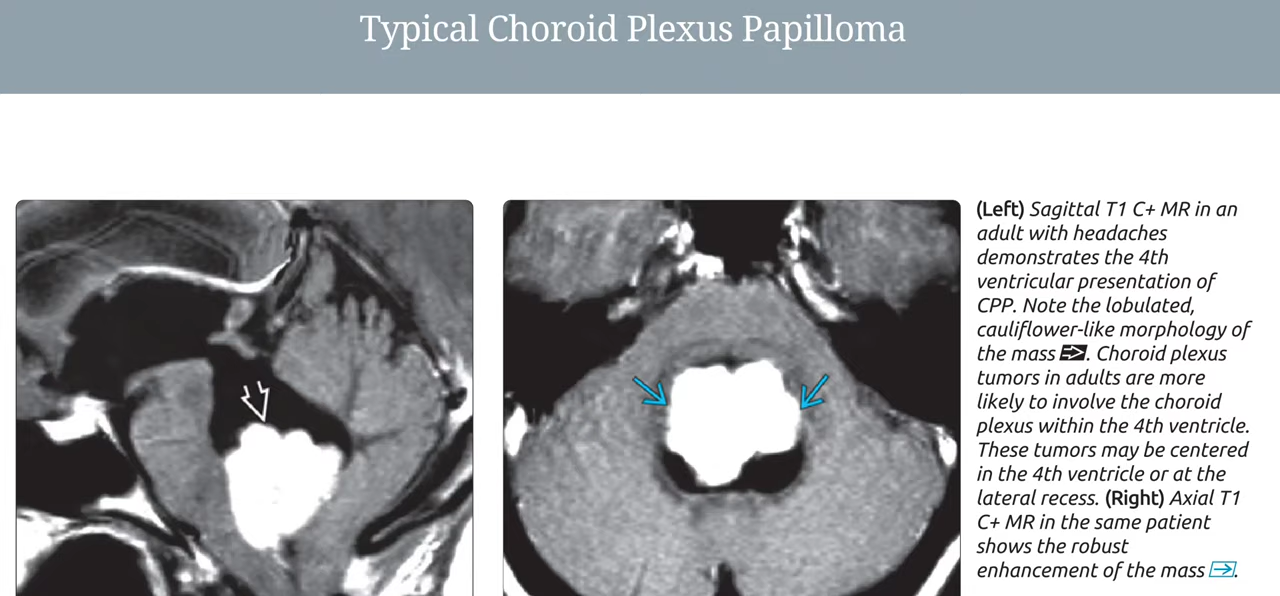 Typical Choroid Plexus Papilloma
(Left) Sagittal T1 C+ MR in an
adult with headaches
demonstrates the 4th
ventricular presentation of
CPP. Note the lobulated,
cauliflower-like morphology of
the mass. Choroid plexus
tumors in adults are more
likely to involve the choroid
plexus within the 4th ventricle.
These tumors may be centered
in the 4th ventricle or at the
lateral recess. (Right) Axial T1
C+ MR in the same patient
shows the robust
enhancement of the mass.